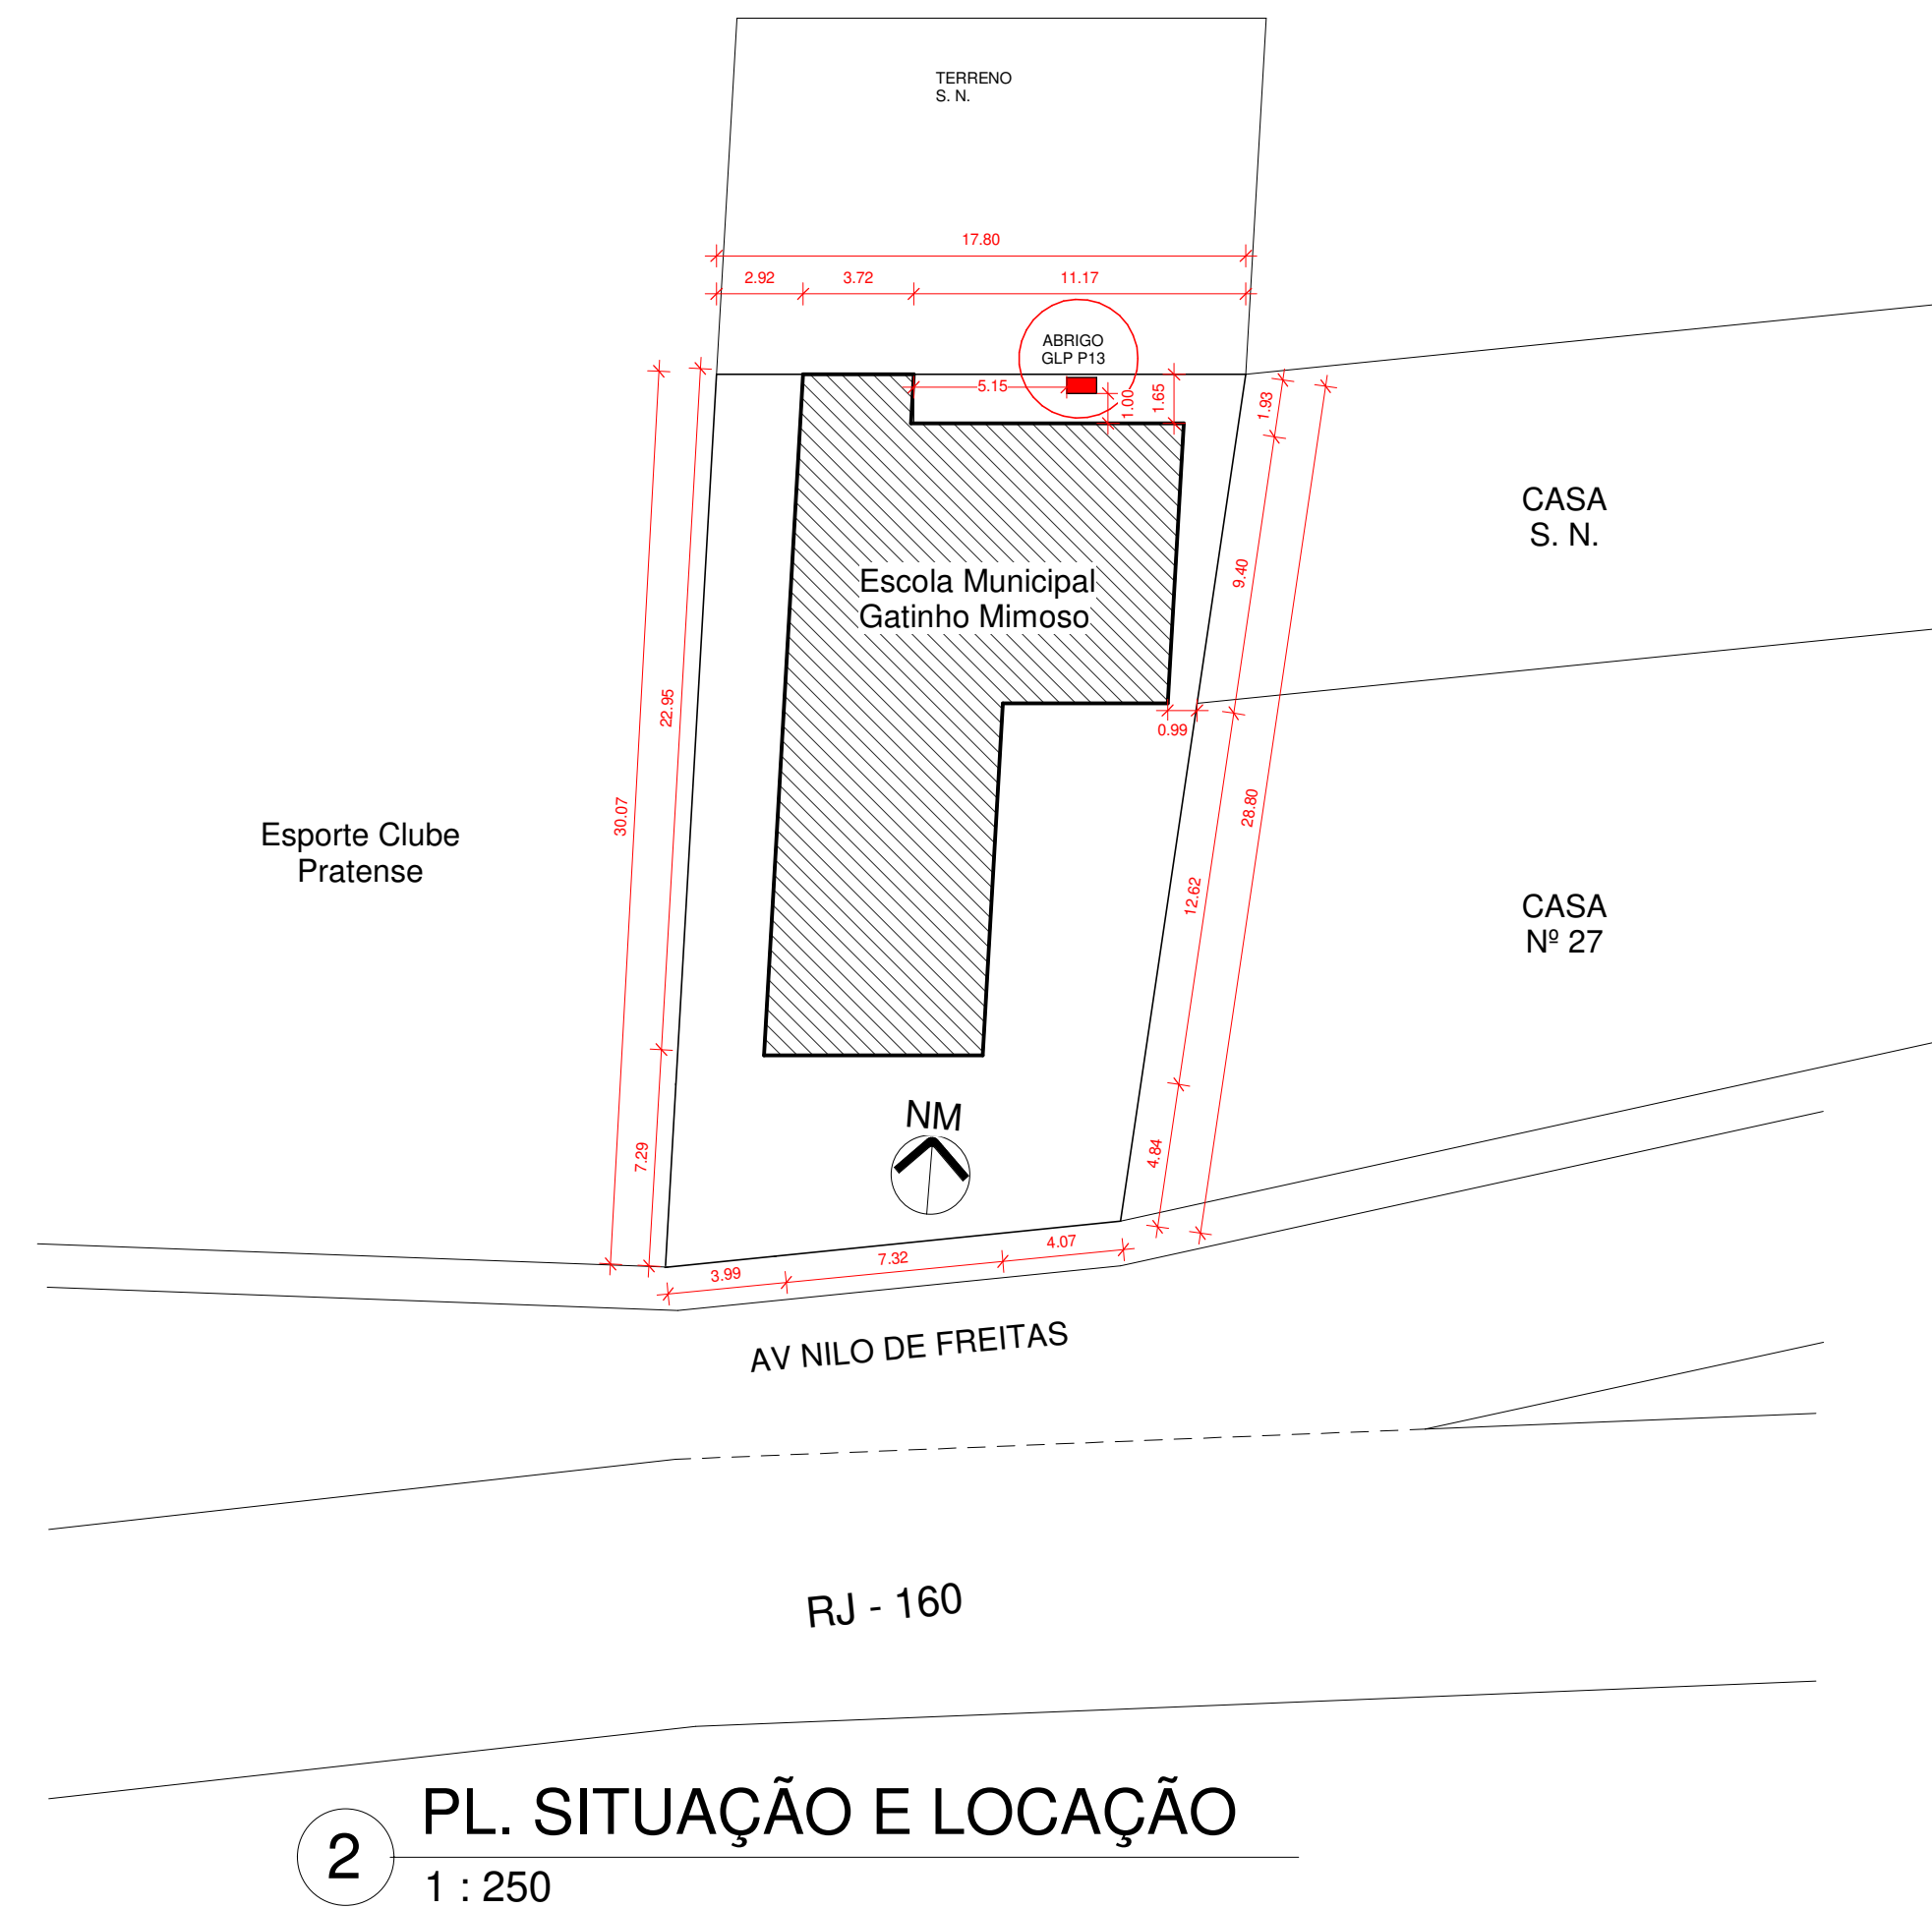 TERRENO
S. N.
17.80
2.92
3.72
11.17
ABRIGO
GLP P13
5.15
1.00
1.65
1.93
CASA
S. N.
9.40
Escola Municipal
Gatinho Mimoso
22.95
0.99
30.07
28.80
Esporte Clube
Pratense
12.62
CASA
Nº 27
NM
7.29
4.84
3.99
7.32
4.07
AV NILO DE FREITAS
RJ - 160
2
PL. SITUAÇÃO E LOCAÇÃO
1 : 250